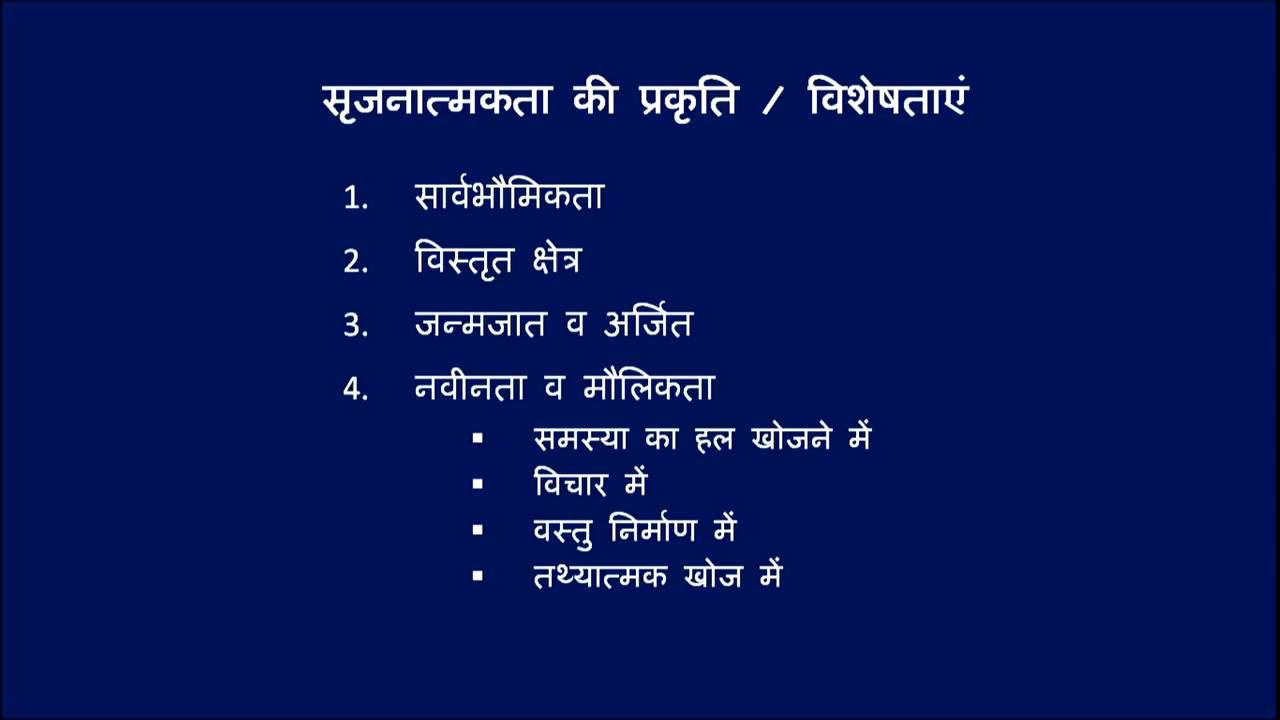 सृजनात्मकता की प्रकृति / विशेषताएं
1. सार्वभौमिकता
2. विस्तृत क्षेत्र
3. जन्मजात व अर्जित
4. नवीनता व मौलिकता
▪ समस्या का हल खोजने में
▪ विचार में
▪ वस्तु निर्माण में
▪ तथ्यात्मक खोज में